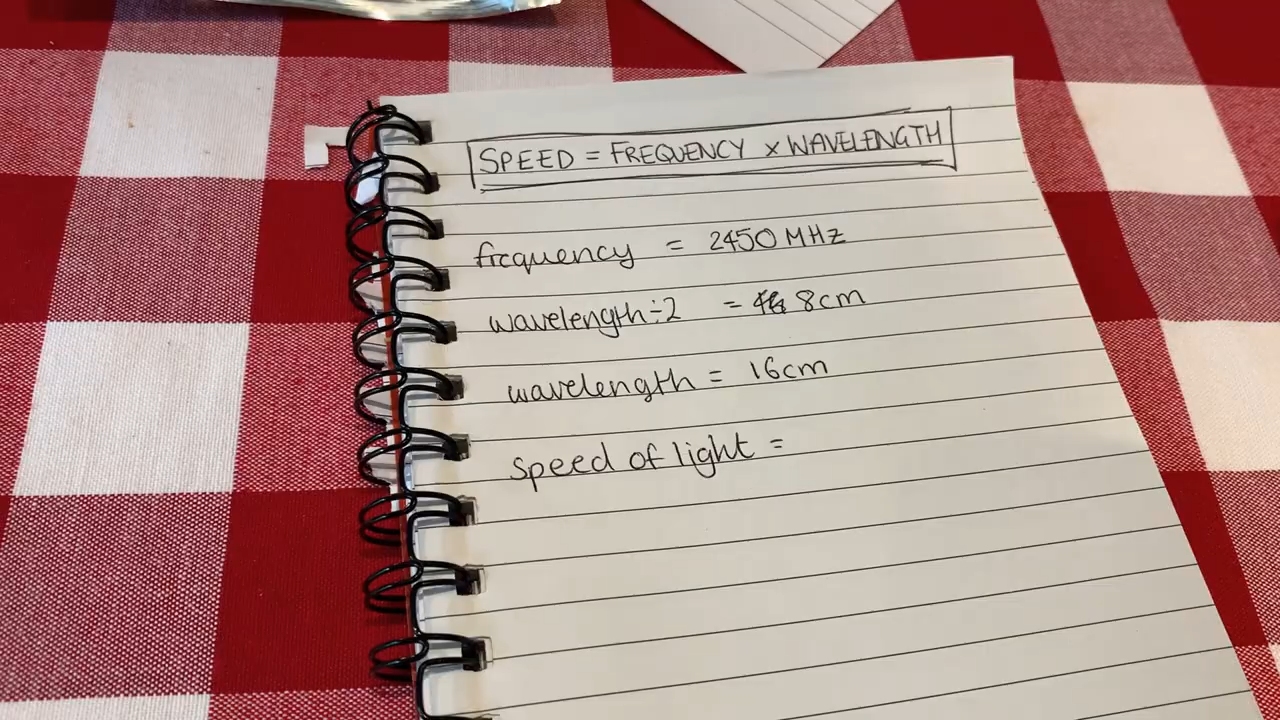 SPEED = FREQUENCY x WAVELENGTH
frequency = 2450 MHz
wavelength÷2 = 8cm
wavelength = 16cm
speed of light =